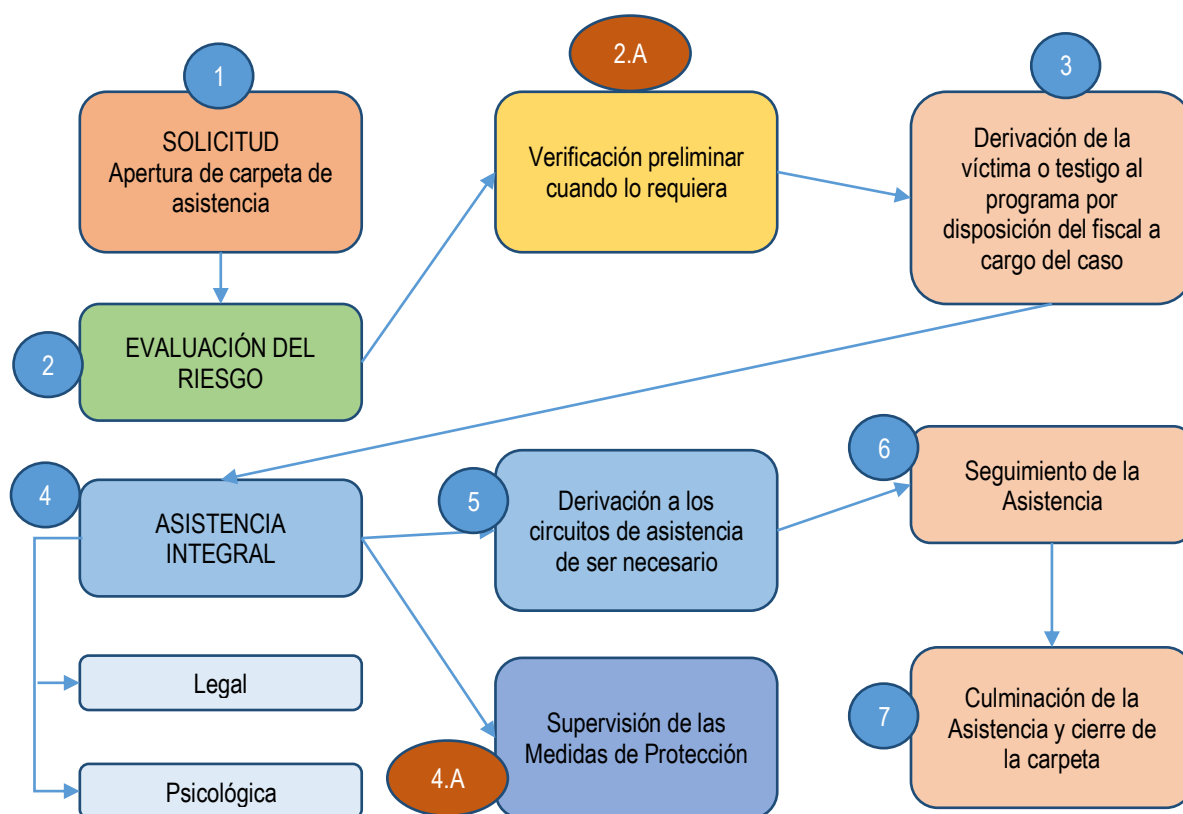 1
SOLICITUD
Apertura de carpeta de
asistencia
2.A
Verificación preliminar
cuando lo requiera
3
Derivación de la
víctima o testigo al
programa por
disposición del fiscal a
cargo del caso
2
EVALUACIÓN DEL
RIESGO
4
ASISTENCIA
INTEGRAL
5
Derivación a los
circuitos de asistencia
de ser necesario
6
Seguimiento de la
Asistencia
Legal
Psicológica
4.A
Supervisión de las
Medidas de Protección
7
Culminación de la
Asistencia y cierre de
la carpeta